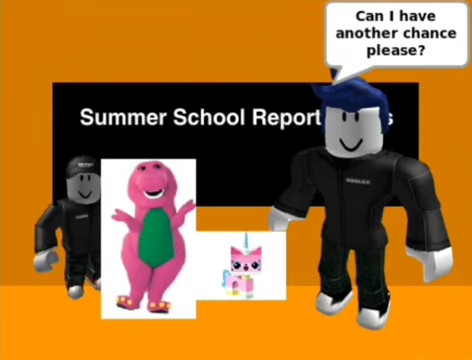 Can I have
another chance
please?
Summer School Report